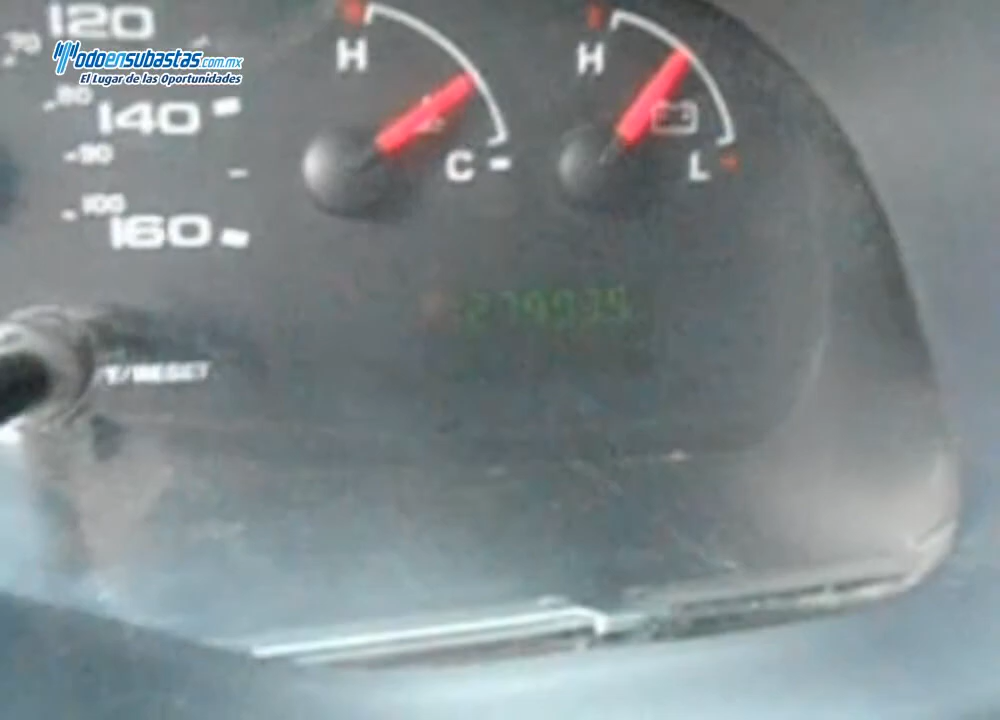 120
70
TodoenSubastas.com.mx
El Lugar de las Oportunidades
80
140
90
100
160
H
C
H
L
/RESET